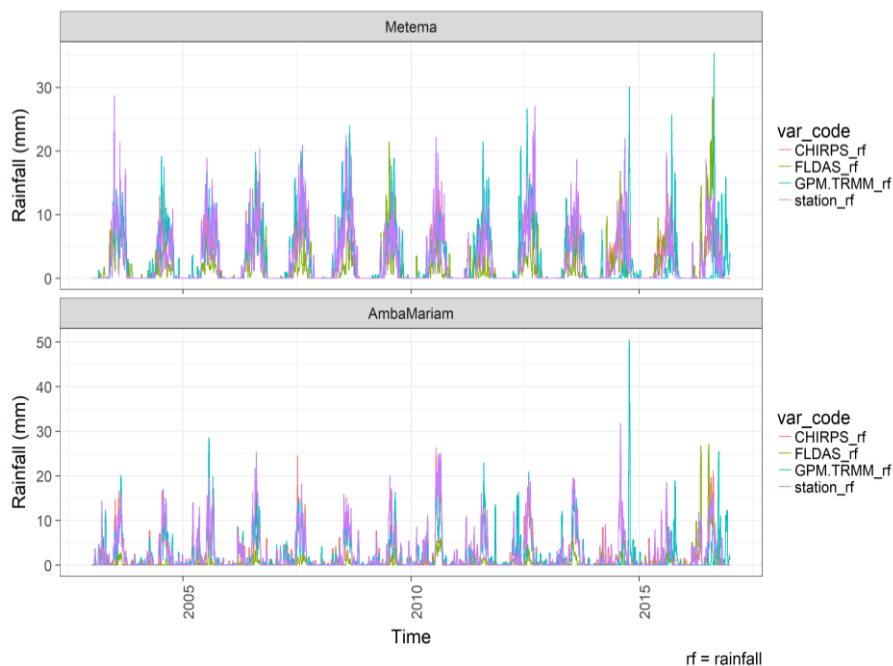 Metema
Rainfall (mm)
30
20
10
0
var_code
CHIRPS_rf
FLDAS_rf
GPM.TRMM_rf
station_rf
AmbaMariam
Rainfall (mm)
50
40
30
20
10
0
var_code
CHIRPS_rf
FLDAS_rf
GPM.TRMM_rf
station_rf
2005
2010
2015
Time
rf = rainfall